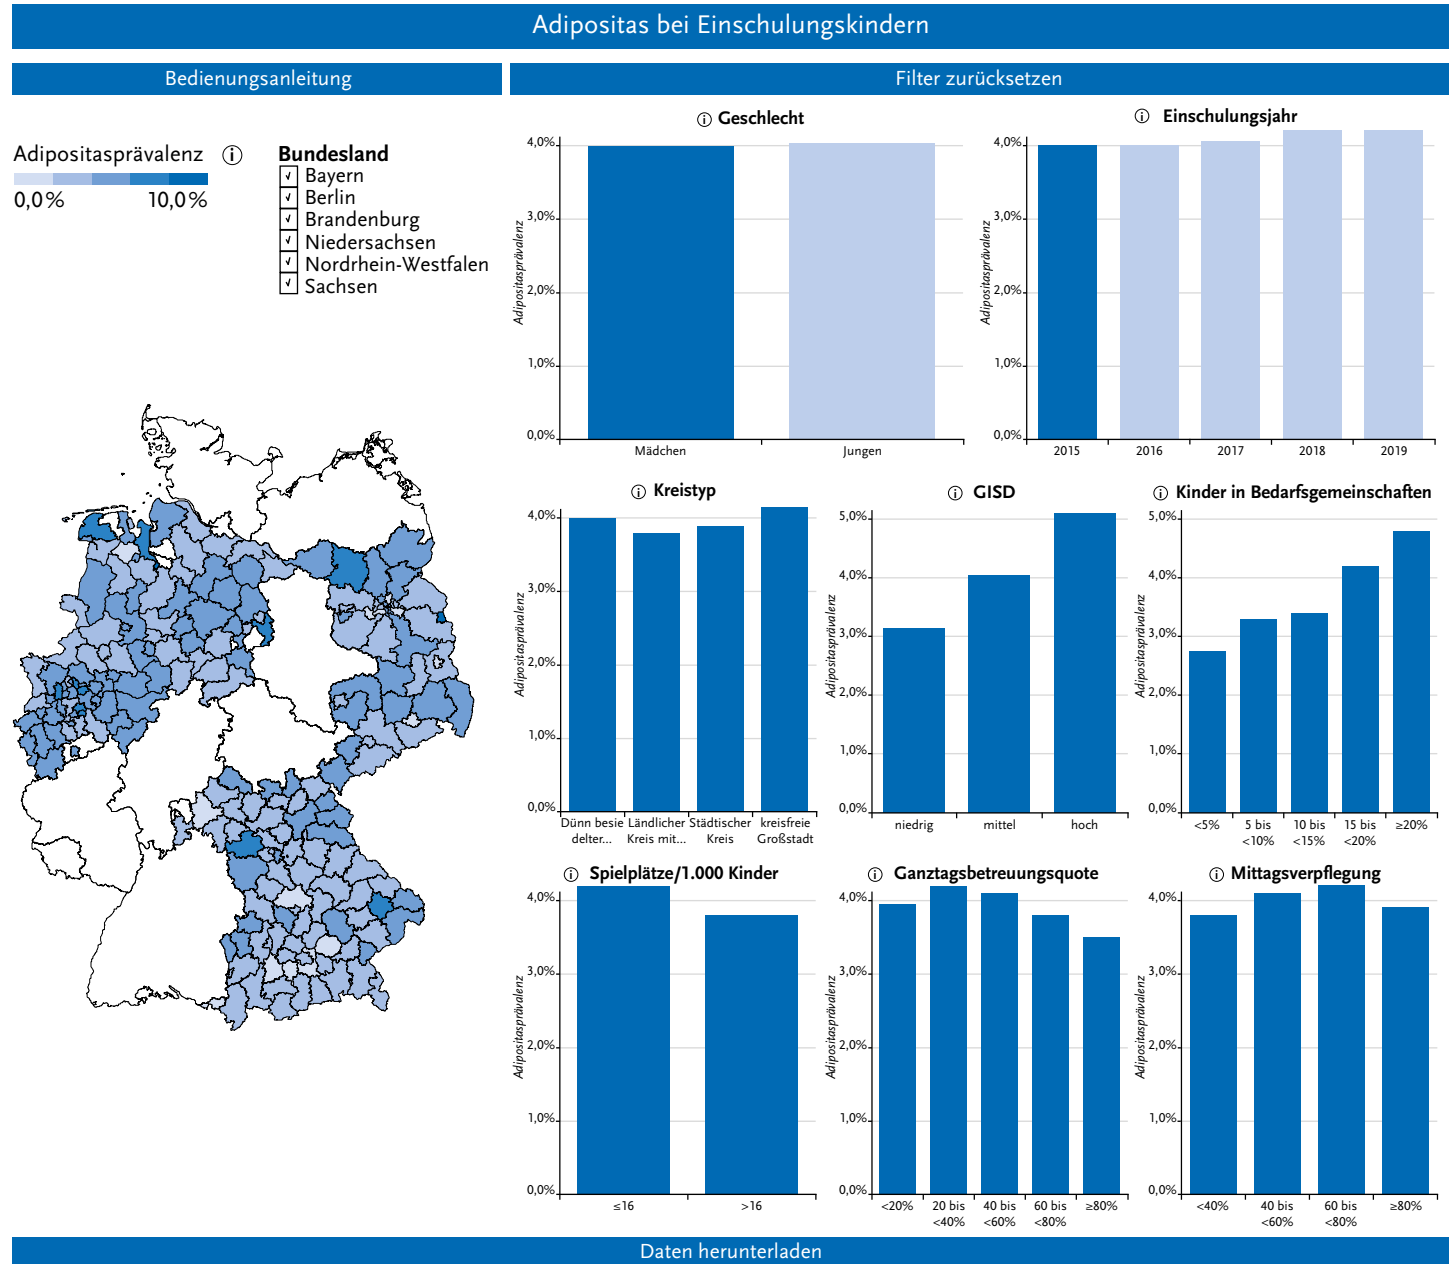 Adipositas bei Einschulungskindern
Bedienungsanleitung
Filter zurücksetzen
Adipositasprävalenz
0,0% 10,0%
Bundesland
Bayern
Berlin
Brandenburg
Niedersachsen
Nordrhein-Westfalen
Sachsen
Geschlecht
Adipositasprävalenz
4,0%
3,0%
2,0%
1,0%
0,0%
Mädchen Jungen
Einschulungsjahr
Adipositasprävalenz
4,0%
3,0%
2,0%
1,0%
0,0%
2015 2016 2017 2018 2019
Kreistyp
Adipositasprävalenz
4,0%
3,0%
2,0%
1,0%
0,0%
Dünn besie
delter...
Ländlicher
Kreis mit...
Städtischer
Kreis
kreisfreie
Großstadt
GISD
Adipositasprävalenz
5,0%
4,0%
3,0%
2,0%
1,0%
0,0%
niedrig mittel hoch
Kinder in Bedarfsgemeinschaften
Adipositasprävalenz
5,0%
4,0%
3,0%
2,0%
1,0%
0,0%
<5%
5 bis
<10%
10 bis
<15%
15 bis
<20%
≥20%
Spielplätze/1.000 Kinder
Adipositasprävalenz
4,0%
3,0%
2,0%
1,0%
0,0%
≤16 >16
Ganztagsbetreuungsquote
Adipositasprävalenz
4,0%
3,0%
2,0%
1,0%
0,0%
<20%
20 bis
<40%
40 bis
<60%
60 bis
<80%
≥80%
Mittagsverpflegung
Adipositasprävalenz
4,0%
3,0%
2,0%
1,0%
0,0%
<40%
40 bis
<60%
60 bis
<80%
≥80%
Daten herunterladen